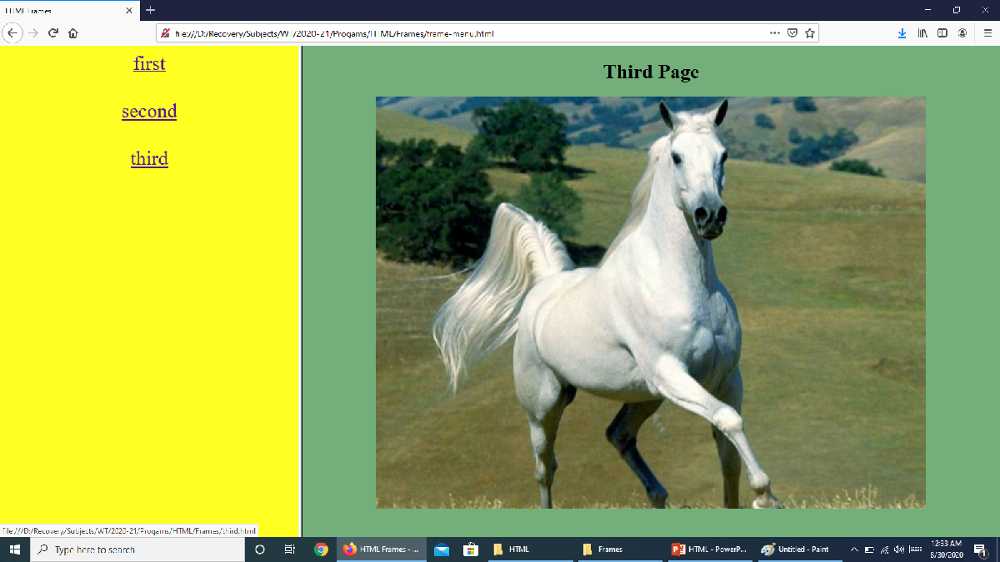 HTML Frames
file:///D:/Recovery/Subjects/WT/2020-21/Progams/HTML/Frames/frame-menu.html
first
second
third
Third Page
file:///D:/Recovery/Subjects/WT/2020-21/Progams/HTML/Frames/third.html
Type here to search
HTML Frames - ...
HTML
Frames
HTML - PowerP...
Untitled - Paint
12:33 AM
8/30/2020
1